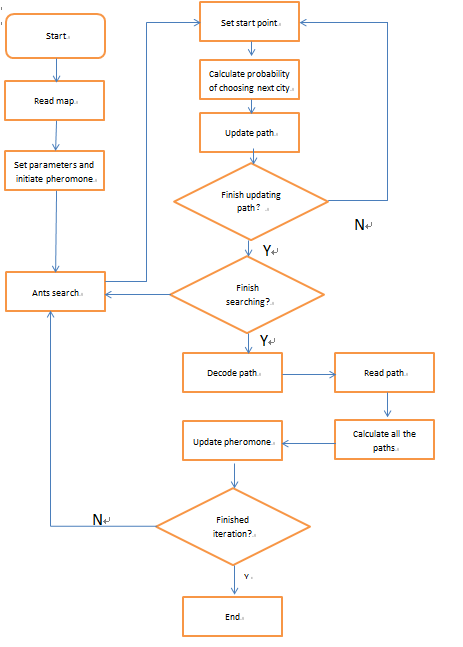 Start
Read map
Set parameters and
initiate pheromone
Ants search
Set start point
Calculate probability
of choosing next city
Update path
Finish updating
path?
N
Y
Finish
searching?
Y
Decode path
Read path
Calculate all the
paths
Update pheromone
Finished
iteration?
N
Y
End